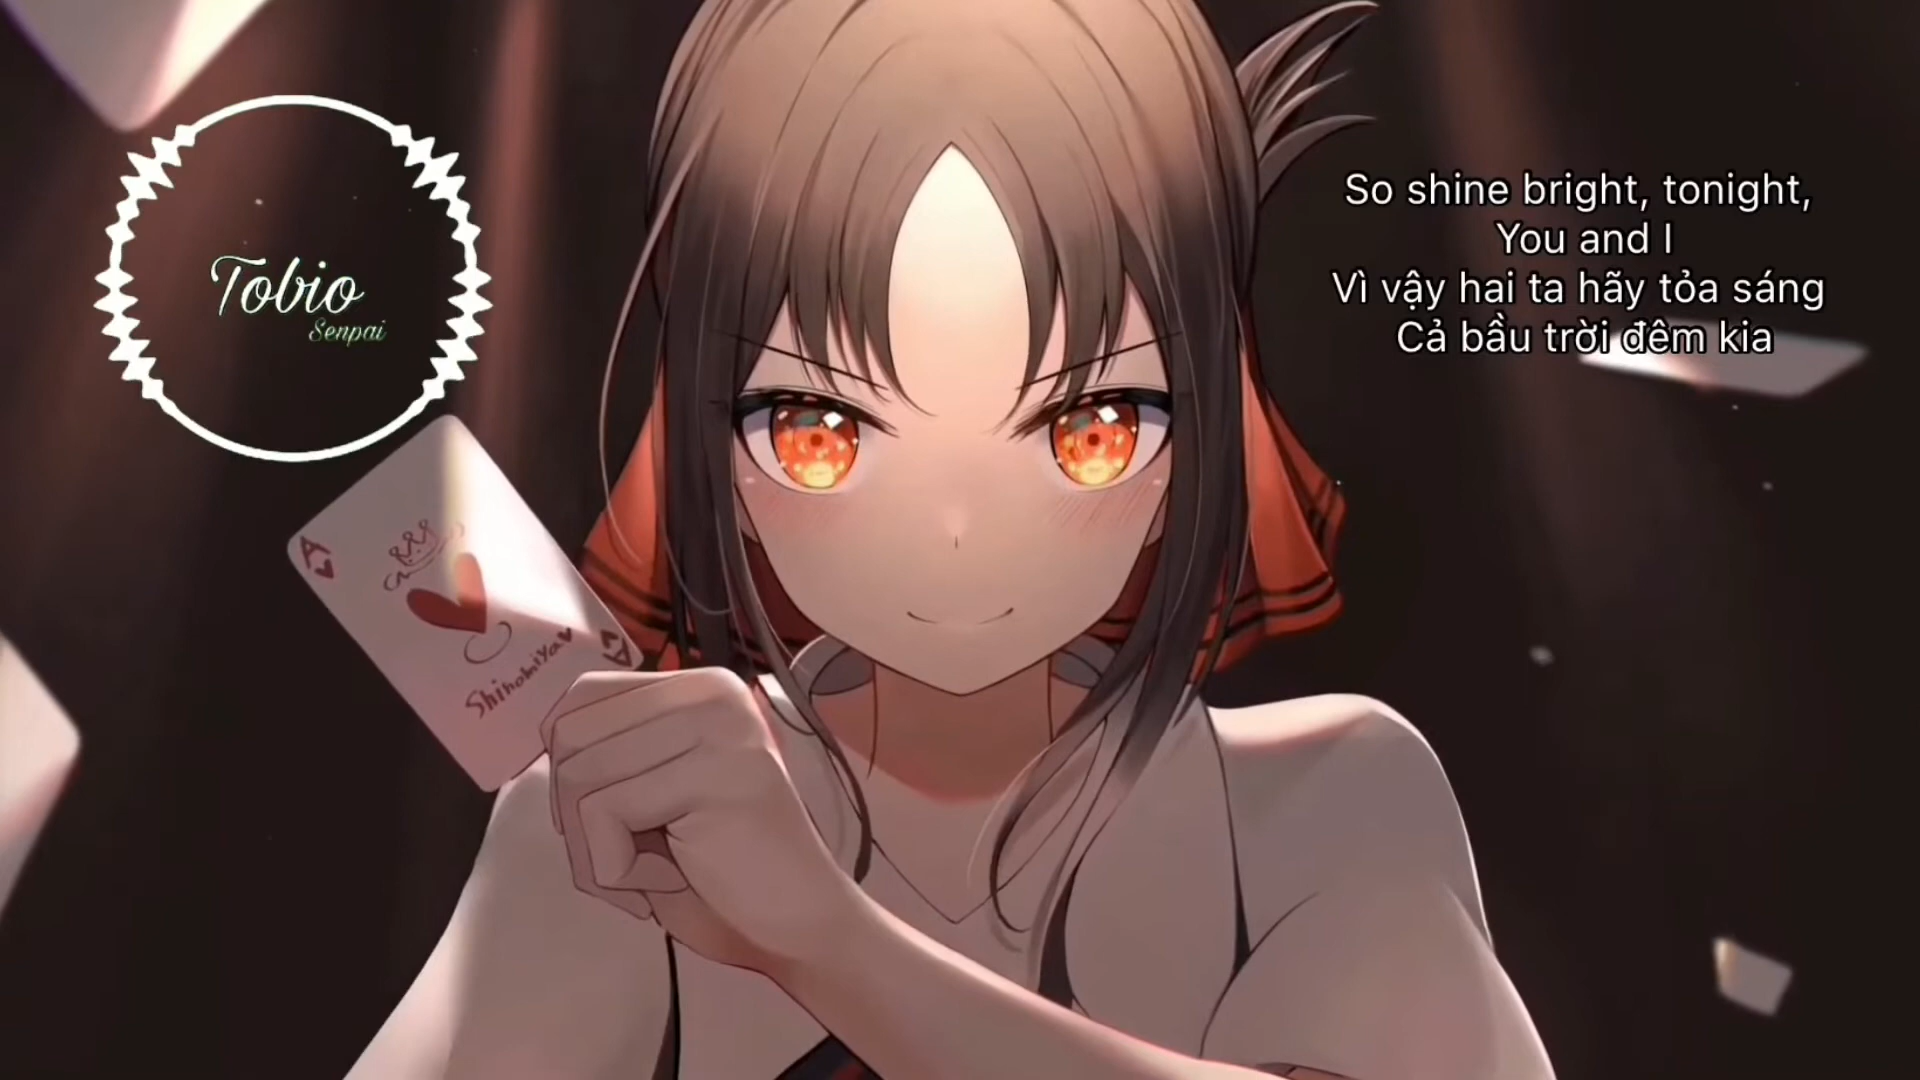 Tobio
Senpai
So shine bright, tonight,
You and I
Vì vậy hai ta hãy tỏa sáng
Cả bầu trời đêm kia
A
Shinomiya
A